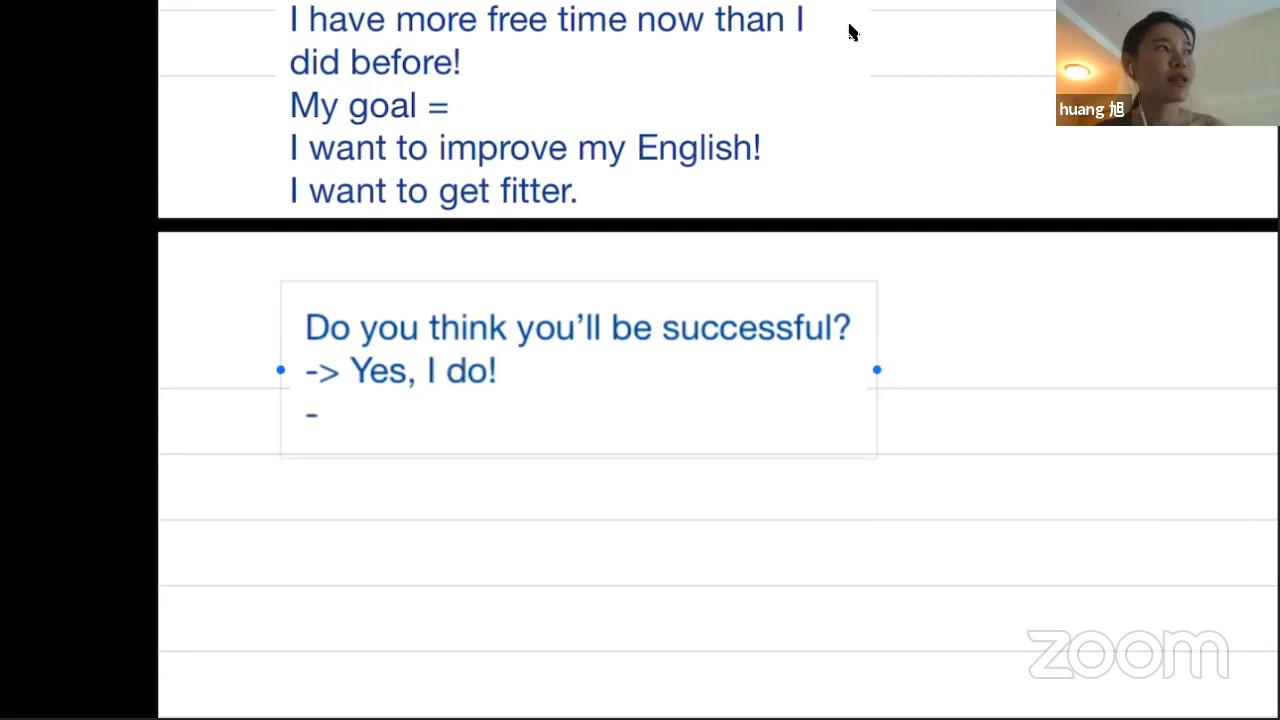 I have more free time now than I
did before!
My goal =
I want to improve my English!
I want to get fitter.
huang 旭
Do you think you'll be successful?
-> Yes, I do!
-
zoom